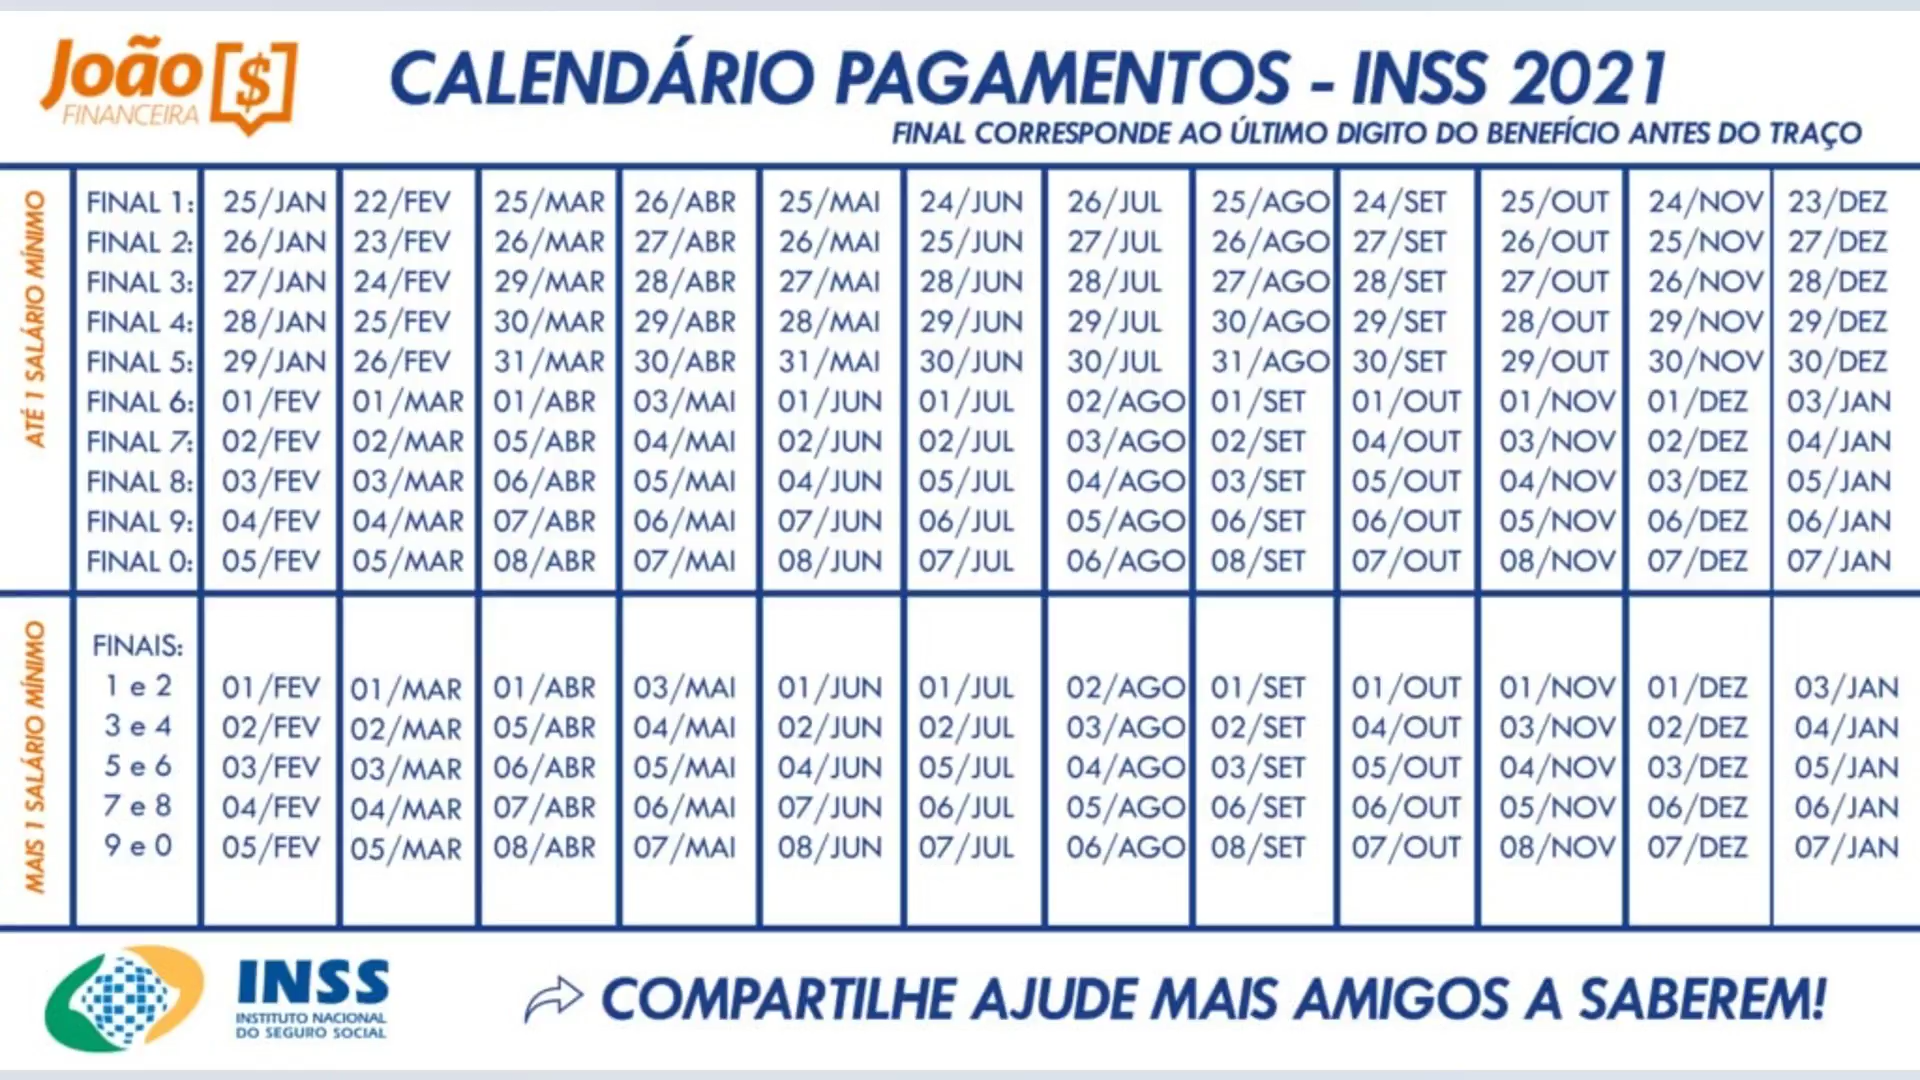 João
FINANCEIRA
$
CALENDÁRIO PAGAMENTOS - INSS 2021
FINAL CORRESPONDE AO ÚLTIMO DIGITO DO BENEFÍCIO ANTES DO TRAÇO
ATÉ 1 SALÁRIO MÍNIMO
FINAL 1: 25/JAN 22/FEV 25/MAR 26/ABR 25/MAI 24/JUN 26/JUL 25/AGO 24/SET 25/OUT 24/NOV 23/DEZ
FINAL 2: 26/JAN 23/FEV 26/MAR 27/ABR 26/MAI 25/JUN 27/JUL 26/AGO 27/SET 26/OUT 25/NOV 27/DEZ
FINAL 3: 27/JAN 24/FEV 29/MAR 28/ABR 27/MAI 28/JUN 28/JUL 27/AGO 28/SET 27/OUT 26/NOV 28/DEZ
FINAL 4: 28/JAN 25/FEV 30/MAR 29/ABR 28/MAI 29/JUN 29/JUL 30/AGO 29/SET 28/OUT 29/NOV 29/DEZ
FINAL 5: 29/JAN 26/FEV 31/MAR 30/ABR 31/MAI 30/JUN 30/JUL 31/AGO 30/SET 29/OUT 30/NOV 30/DEZ
FINAL 6: 01/FEV 01/MAR 01/ABR 03/MAI 01/JUN 01/JUL 02/AGO 01/SET 01/OUT 01/NOV 01/DEZ 03/JAN
FINAL 7: 02/FEV 02/MAR 05/ABR 04/MAI 02/JUN 02/JUL 03/AGO 02/SET 04/OUT 03/NOV 02/DEZ 04/JAN
FINAL 8: 03/FEV 03/MAR 06/ABR 05/MAI 04/JUN 05/JUL 04/AGO 03/SET 05/OUT 04/NOV 03/DEZ 05/JAN
FINAL 9: 04/FEV 04/MAR 07/ABR 06/MAI 07/JUN 06/JUL 05/AGO 06/SET 06/OUT 05/NOV 06/DEZ 06/JAN
FINAL 0: 05/FEV 05/MAR 08/ABR 07/MAI 08/JUN 07/JUL 06/AGO 08/SET 07/OUT 08/NOV 07/DEZ 07/JAN
MAIS 1 SALÁRIO MÍNIMO
FINAIS:
1 e 2 01/FEV 01/MAR 01/ABR 03/MAI 01/JUN 01/JUL 02/AGO 01/SET 01/OUT 01/NOV 01/DEZ 03/JAN
3 e 4 02/FEV 02/MAR 05/ABR 04/MAI 02/JUN 02/JUL 03/AGO 02/SET 04/OUT 03/NOV 02/DEZ 04/JAN
5 e 6 03/FEV 03/MAR 06/ABR 05/MAI 04/JUN 05/JUL 04/AGO 03/SET 05/OUT 04/NOV 03/DEZ 05/JAN
7 e 8 04/FEV 04/MAR 07/ABR 06/MAI 07/JUN 06/JUL 05/AGO 06/SET 06/OUT 05/NOV 06/DEZ 06/JAN
9 e 0 05/FEV 05/MAR 08/ABR 07/MAI 08/JUN 07/JUL 06/AGO 08/SET 07/OUT 08/NOV 07/DEZ 07/JAN
INSS
INSTITUTO NACIONAL
DO SEGURO SOCIAL
COMPARTILHE AJUDE MAIS AMIGOS A SABEREM!